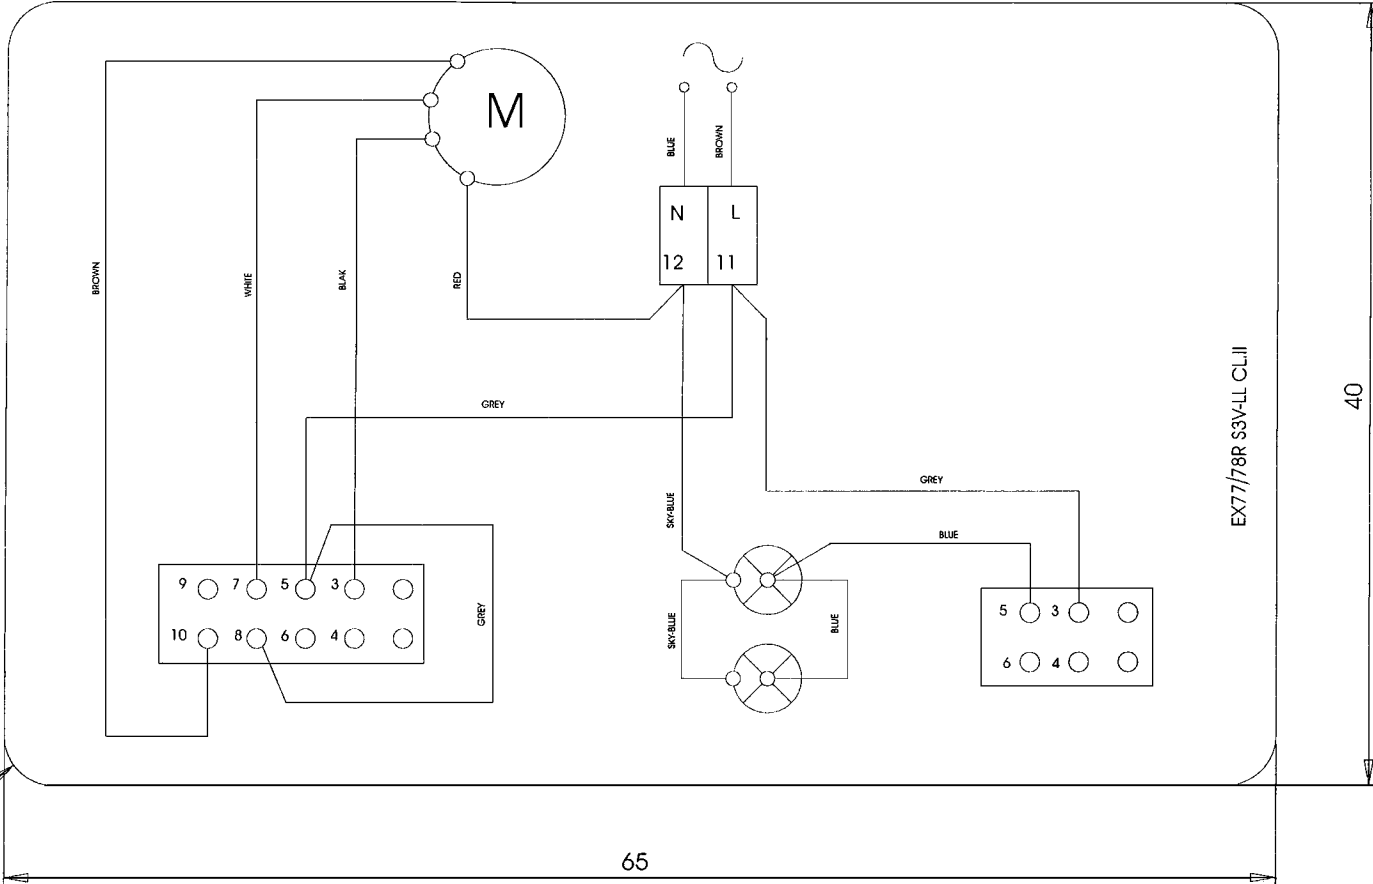 M
BLUE
BROWN
N
L
12
11
BROWN
WHITE
BLAK
RED
GREY
SKY-BLUE
GREY
BLUE
EX77/78R S3V-LL CL.II
40
9
7
5
3
10
8
6
4
GREY
SKY-BLUE
BLUE
5
3
6
4
65